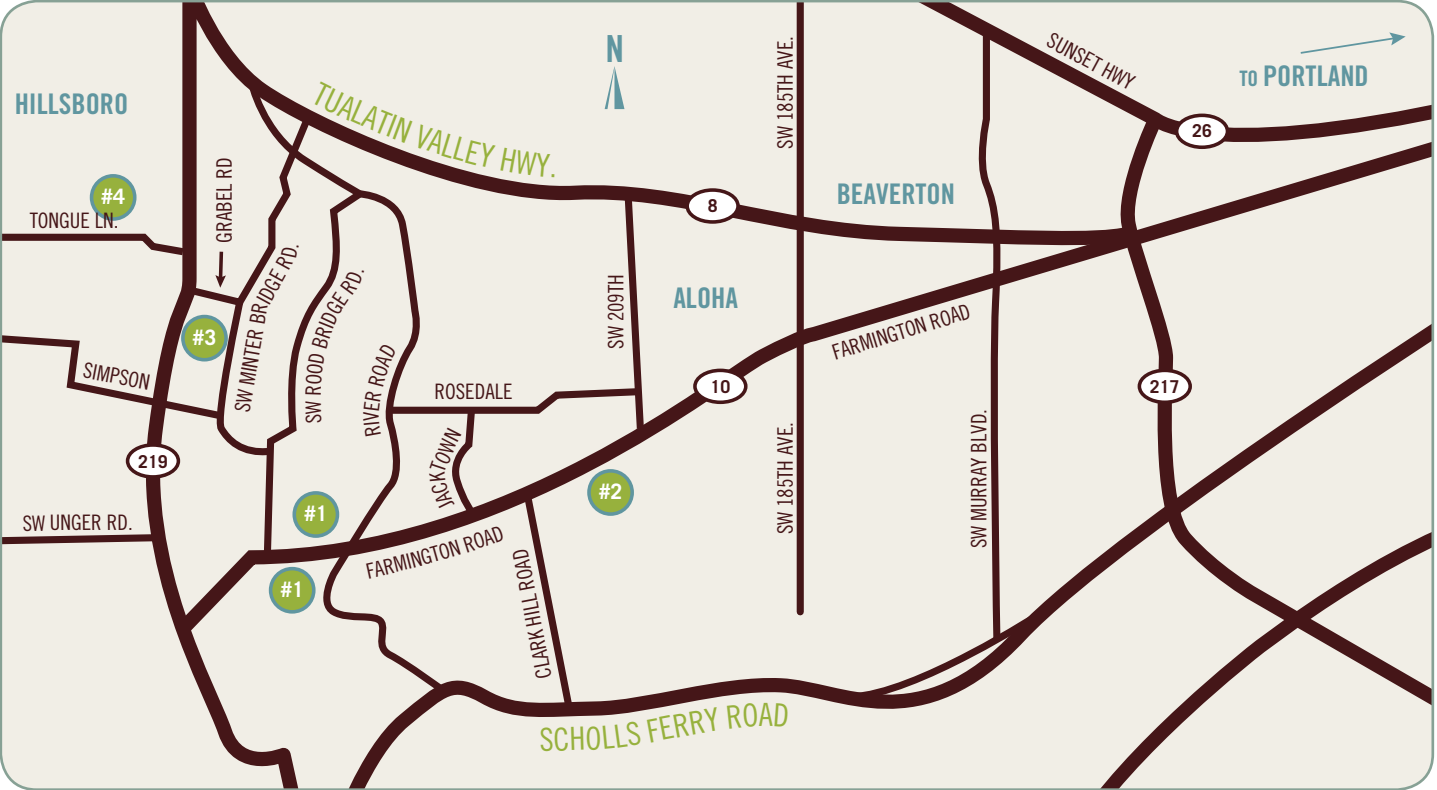 SUNSET HWY
N
TO PORTLAND
SW 185TH AVE.
HILLSBORO
TUALATIN VALLEY HWY.
26
#4
GRABEL RD
BEAVERTON
8
TONGUE LN.
SW MINTER BRIDGE RD.
SW ROOD BRIDGE RD.
SW 209TH
ALOHA
#3
FARMINGTON ROAD
SIMPSON
RIVER ROAD
ROSEDALE
10
217
JACKTOWN
SW 185TH AVE.
SW MURRAY BLVD.
219
#2
#1
SW UNGER RD.
FARMINGTON ROAD
#1
CLARK HILL ROAD
SCHOLLS FERRY ROAD